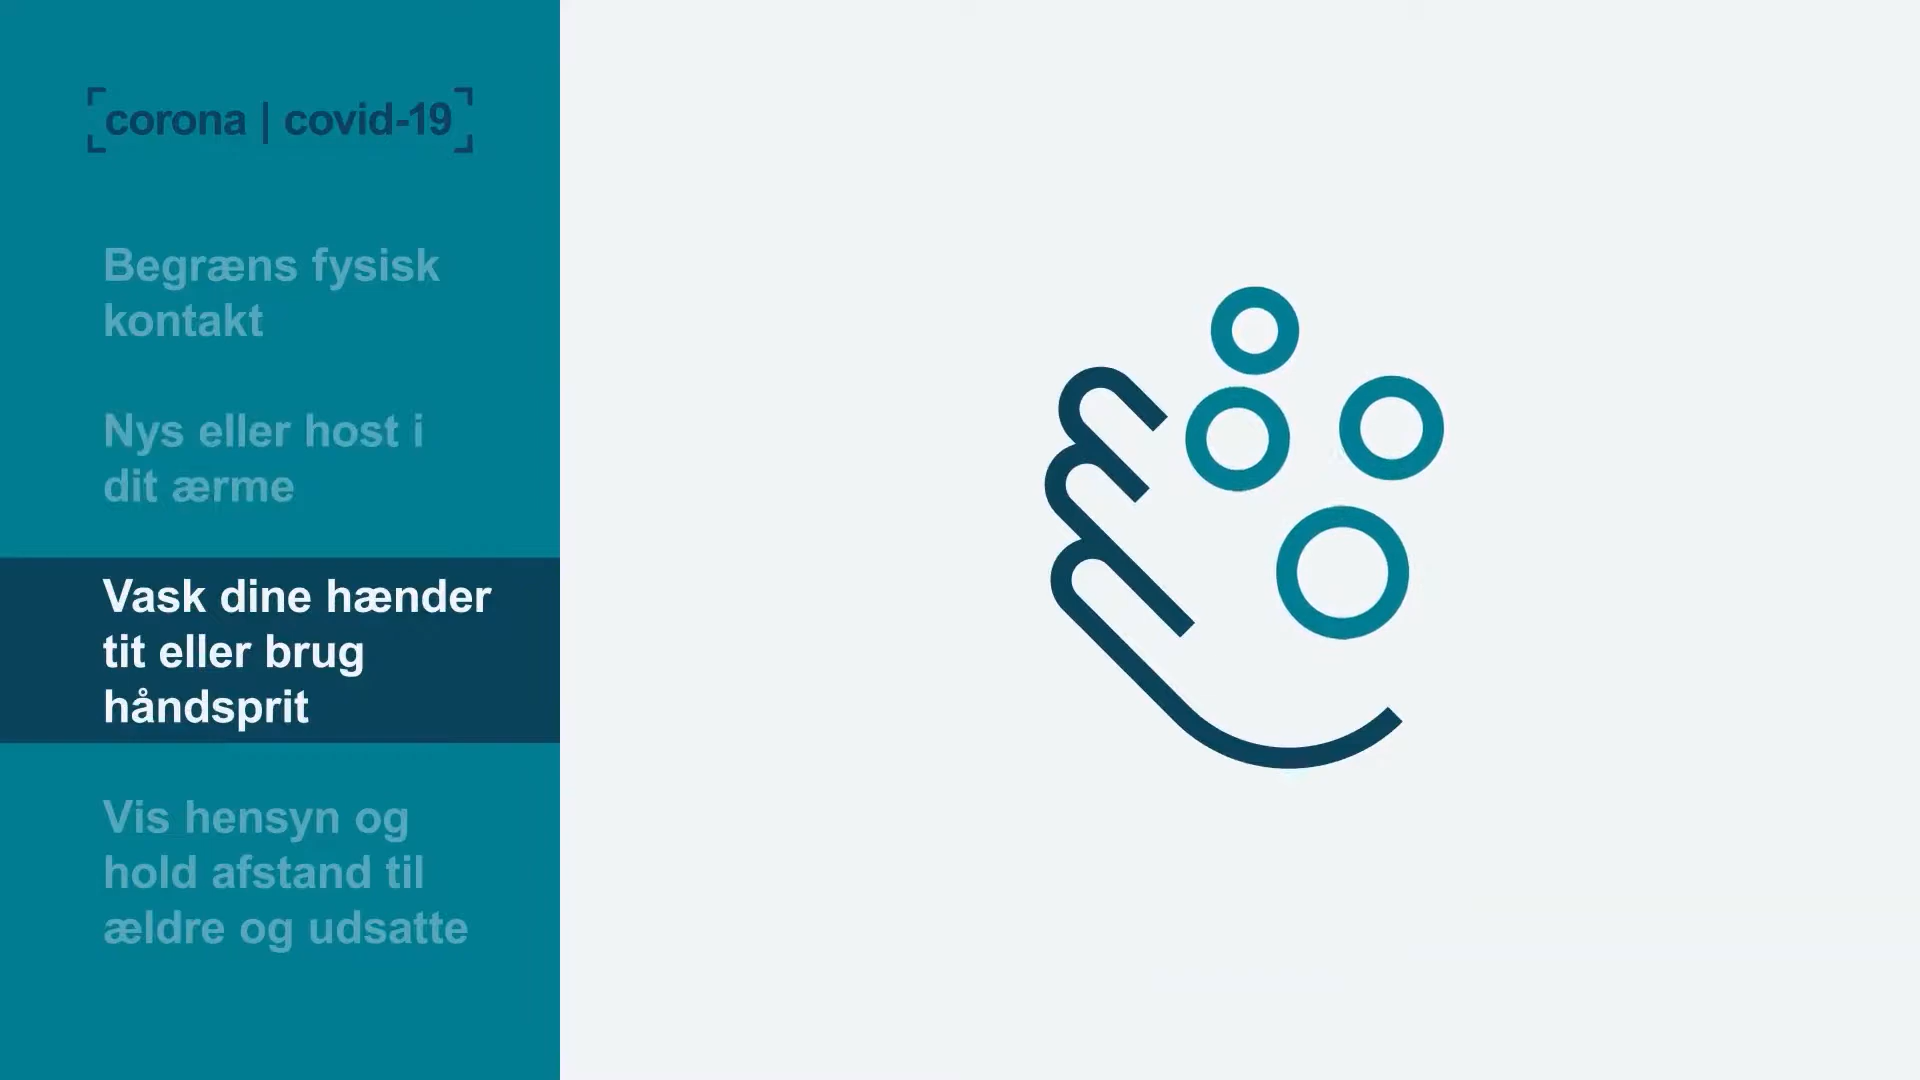 corona | covid-19
Begræns fysisk
kontakt
Nys eller host i
dit ærme
Vask dine hænder
tit eller brug
håndsprit
Vis hensyn og
hold afstand til
ældre og udsatte